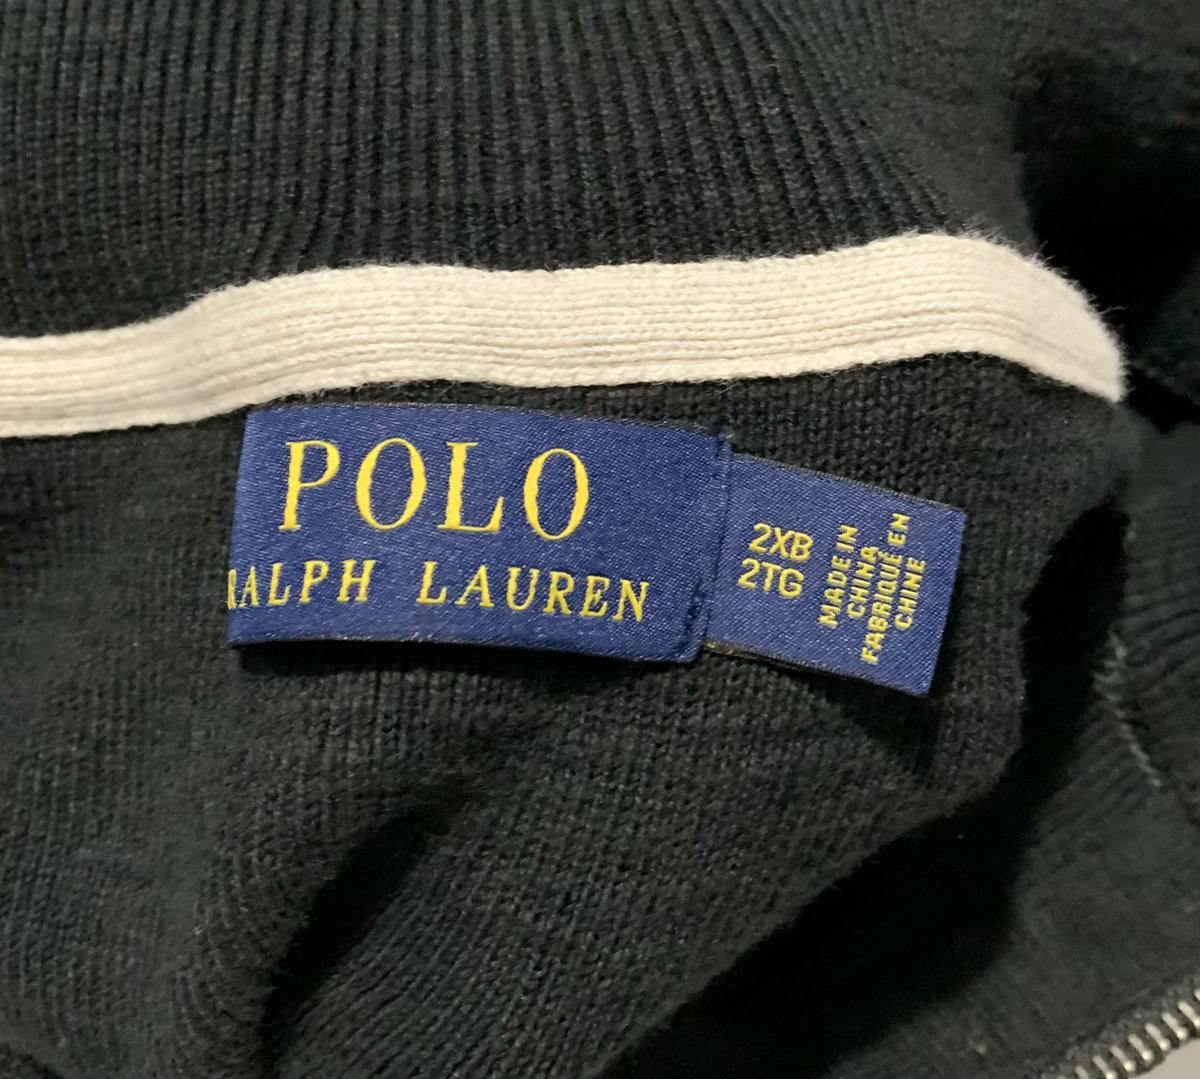 POLO
RALPH LAUREN
2XB
2TG
MADE IN
CHINA
FABRIQUÉ EN
CHINE